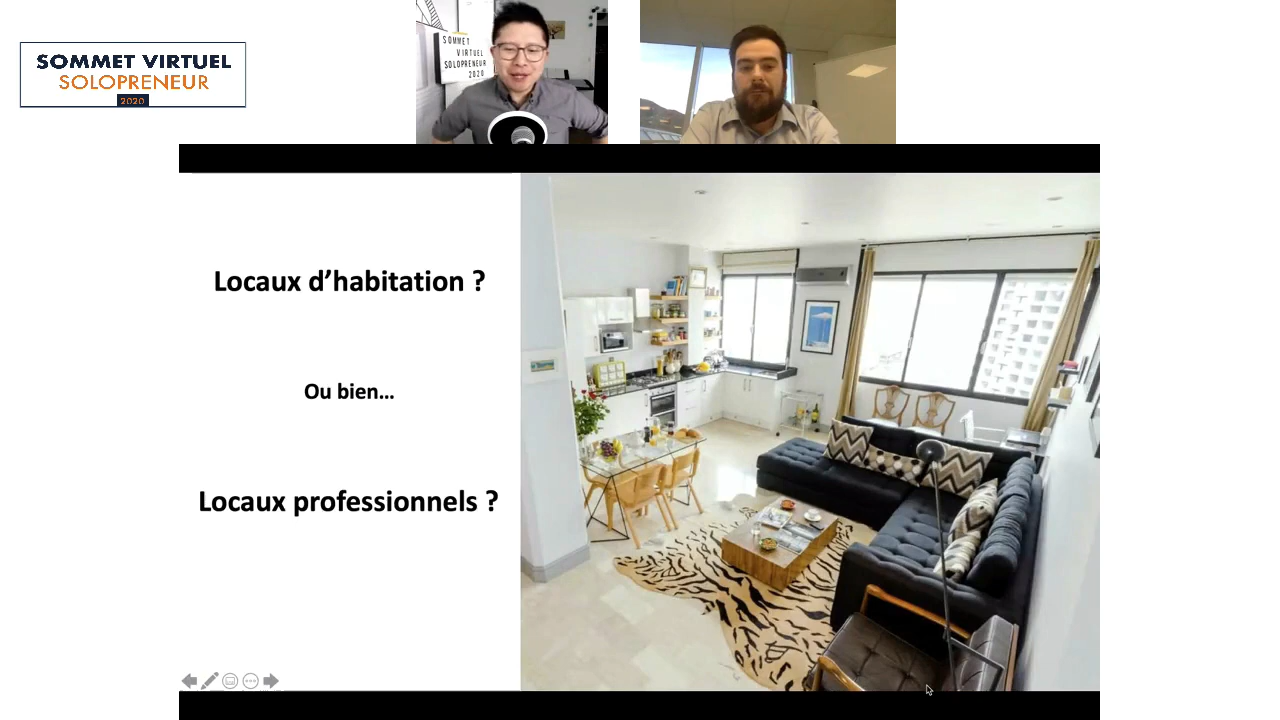 SOMMET VIRTUEL
SOLOPRENEUR
2020
SOMMET
VIRTUEL
SOLOPRENEUR
2020
Locaux d’habitation ?
Ou bien…
Locaux professionnels ?